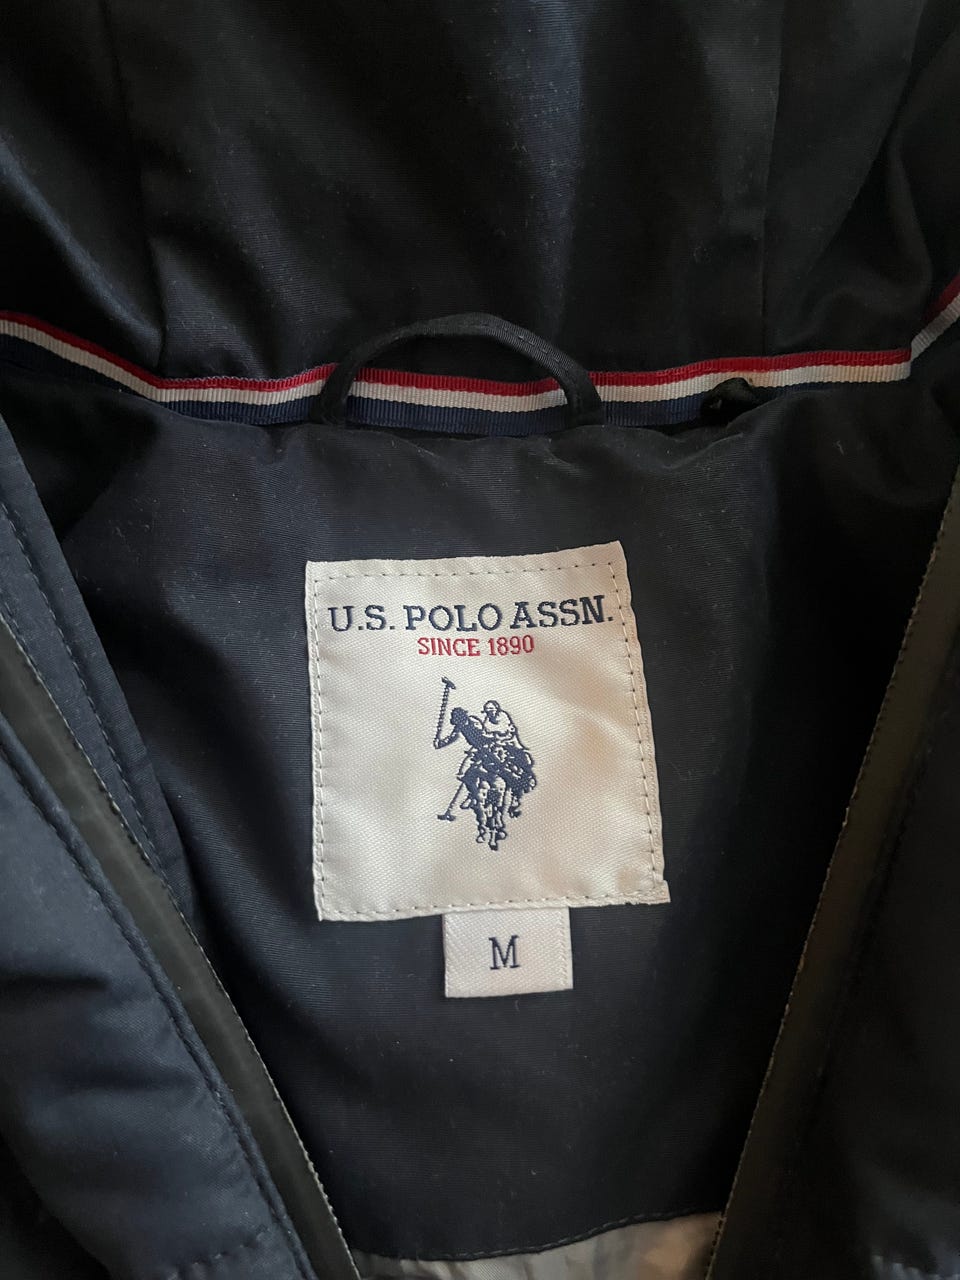 U.S. POLO ASSN.
SINCE 1890
M